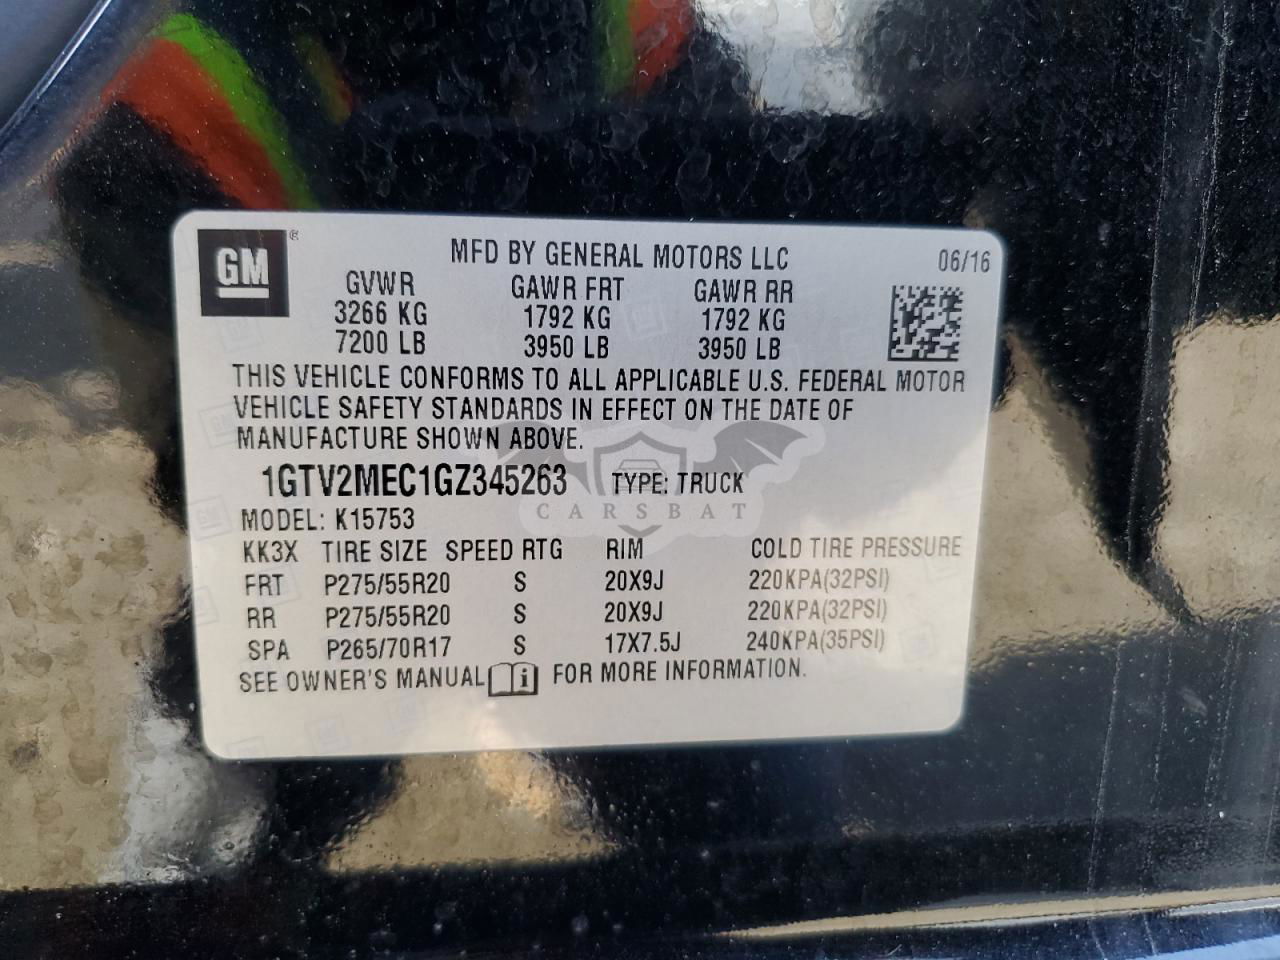 GM®
MFD BY GENERAL MOTORS LLC 06/16
GVWR GAWR FRT GAWR RR
3266 KG 1792 KG 1792 KG
7200 LB 3950 LB 3950 LB
THIS VEHICLE CONFORMS TO ALL APPLICABLE U.S. FEDERAL MOTOR
VEHICLE SAFETY STANDARDS IN EFFECT ON THE DATE OF
MANUFACTURE SHOWN ABOVE.
1GTV2MEC1GZ345263 TYPE: TRUCK
CARSBAT
MODEL: K15753
KK3X TIRE SIZE SPEED RTG RIM COLD TIRE PRESSURE
FRT P275/55R20 S 20X9J 220KPA(32PSI)
RR P275/55R20 S 20X9J 220KPA(32PSI)
SPA P265/70R17 S 17X7.5J 240KPA(35PSI)
SEE OWNER'S MANUAL i FOR MORE INFORMATION.